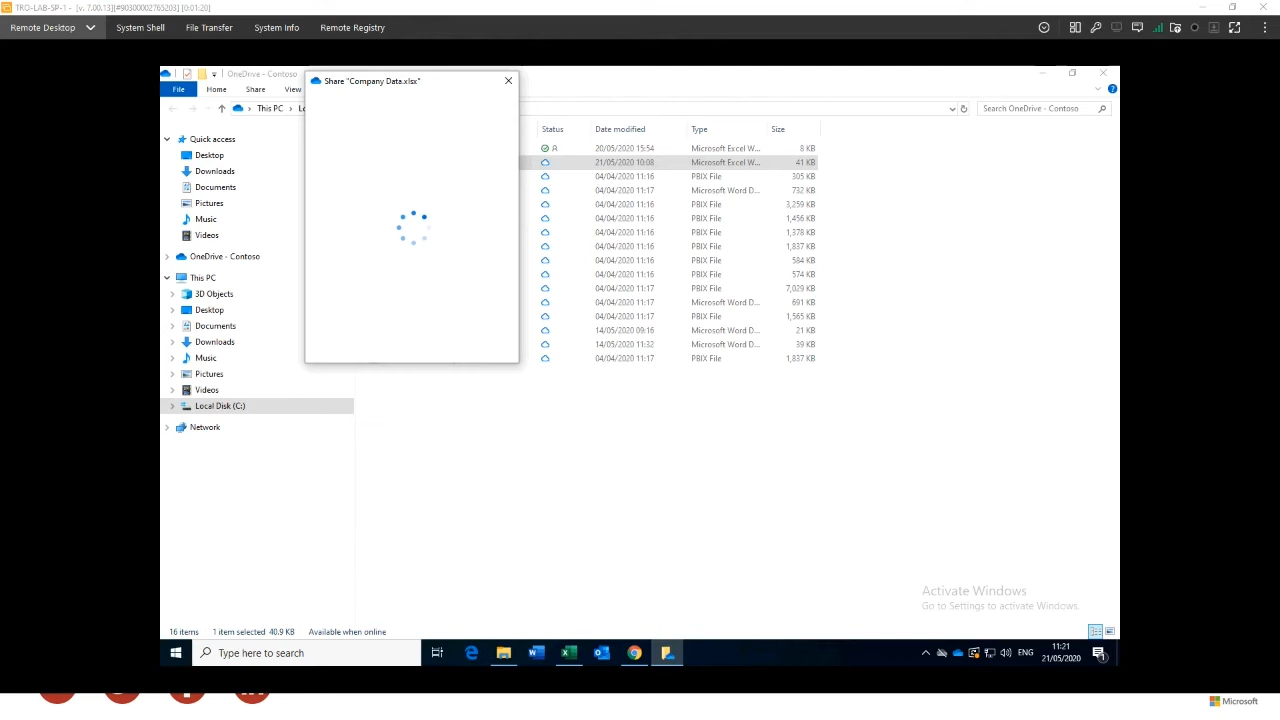 TRO-LAB-SP-1 - [v. 7.00.13][#90300002765203] [0:01:20]
Remote Desktop System Shell File Transfer System Info Remote Registry
OneDrive - Contoso
Share "Company Data.xlsx"
File Home Share View
This PC
Search OneDrive - Contoso
Status Date modified Type Size
20/05/2020 15:54 Microsoft Excel W... 8 KB
21/05/2020 10:08 Microsoft Excel W... 41 KB
04/04/2020 11:16 PBIX File 305 KB
04/04/2020 11:17 Microsoft Word D... 732 KB
04/04/2020 11:16 PBIX File 3,259 KB
04/04/2020 11:16 PBIX File 1,456 KB
04/04/2020 11:16 PBIX File 1,378 KB
04/04/2020 11:16 PBIX File 1,837 KB
04/04/2020 11:16 PBIX File 584 KB
04/04/2020 11:16 PBIX File 574 KB
04/04/2020 11:17 PBIX File 7,029 KB
04/04/2020 11:17 Microsoft Word D... 691 KB
04/04/2020 11:17 PBIX File 1,565 KB
14/05/2020 09:16 Microsoft Word D... 21 KB
14/05/2020 11:32 Microsoft Word D... 39 KB
04/04/2020 11:17 PBIX File 1,837 KB
Quick access
Desktop
Downloads
Documents
Pictures
Music
Videos
OneDrive - Contoso
This PC
3D Objects
Desktop
Documents
Downloads
Music
Pictures
Videos
Local Disk (C:)
Network
Activate Windows
Go to Settings to activate Windows.
16 items 1 item selected 40.9 KB Available when online
Type here to search
ENG
11:21
21/05/2020
Microsoft